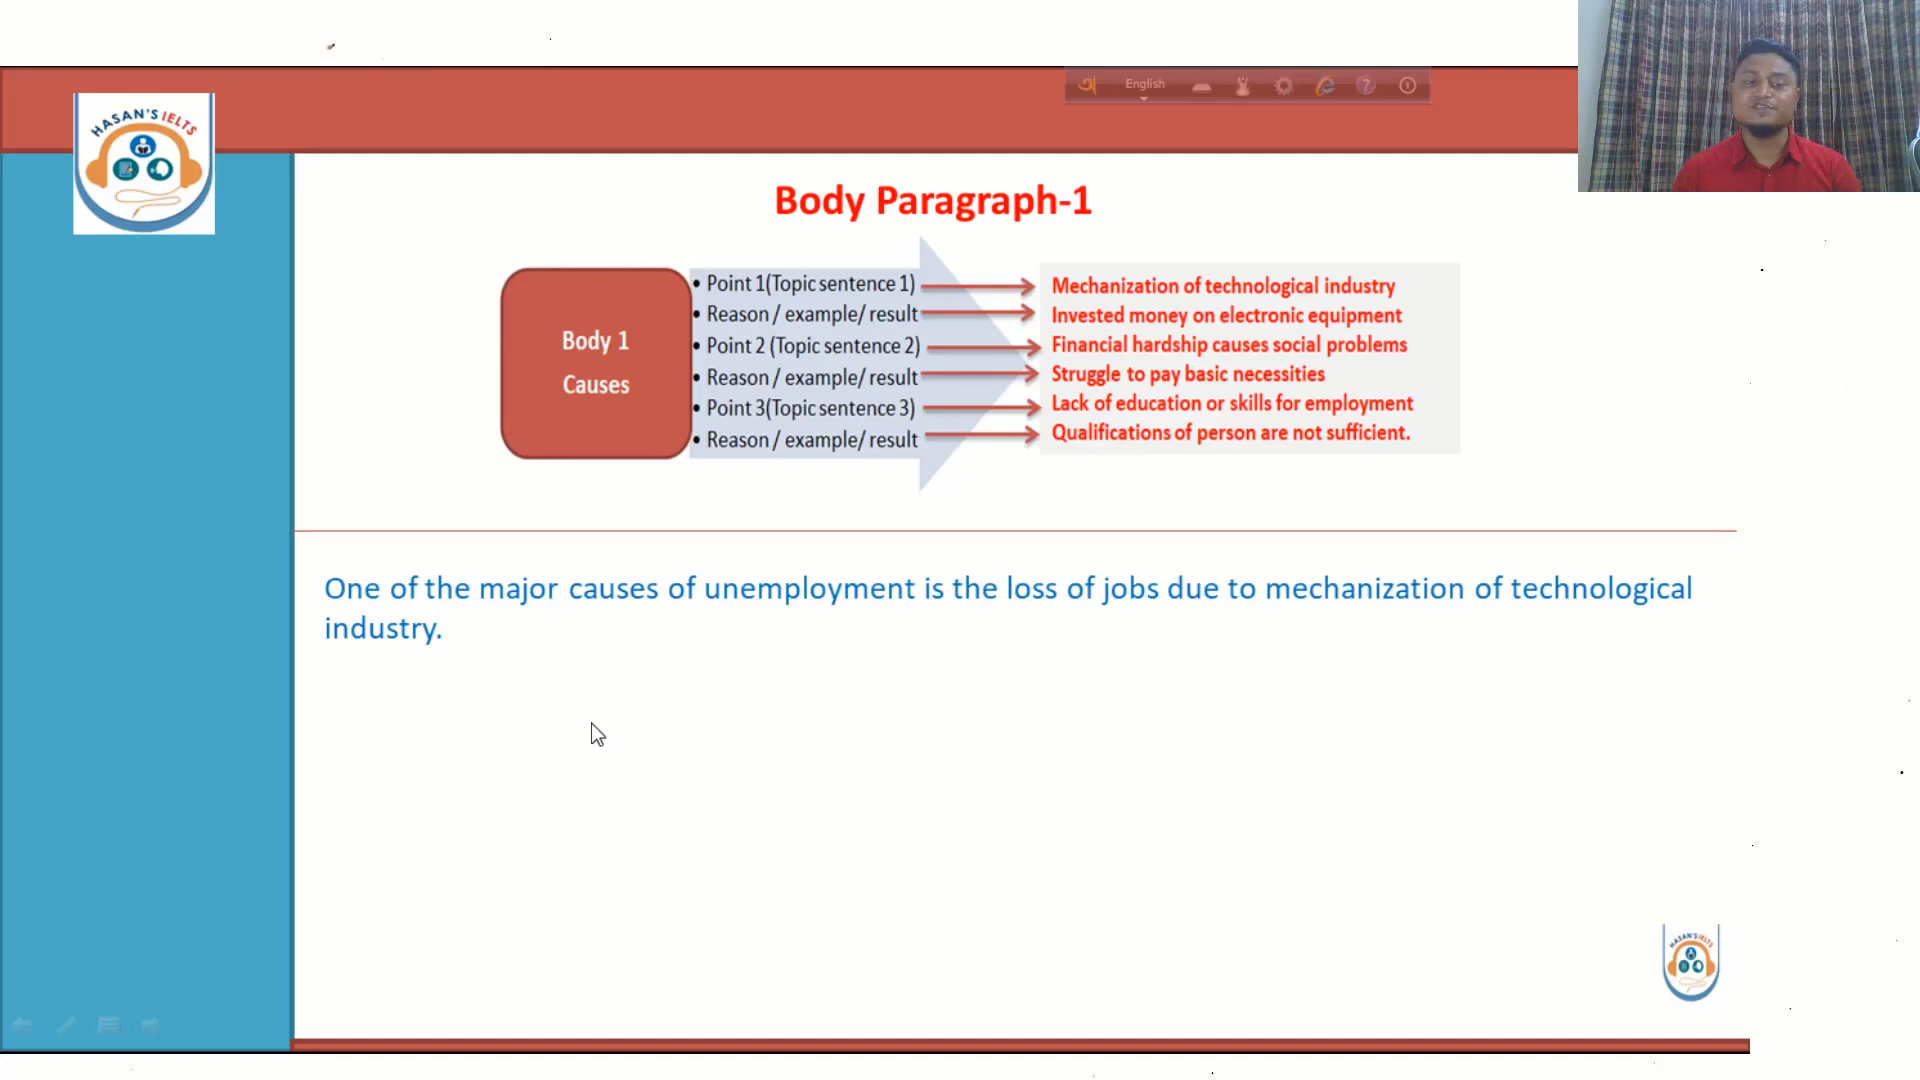 English
HASAN'S IELTS
Body Paragraph-1
Body 1
Causes
• Point 1(Topic sentence 1)
• Reason / example/ result
• Point 2 (Topic sentence 2)
• Reason / example/ result
• Point 3(Topic sentence 3)
• Reason / example/ result
Mechanization of technological industry
Invested money on electronic equipment
Financial hardship causes social problems
Struggle to pay basic necessities
Lack of education or skills for employment
Qualifications of person are not sufficient.
One of the major causes of unemployment is the loss of jobs due to mechanization of technological
industry.
HASAN'S IELTS